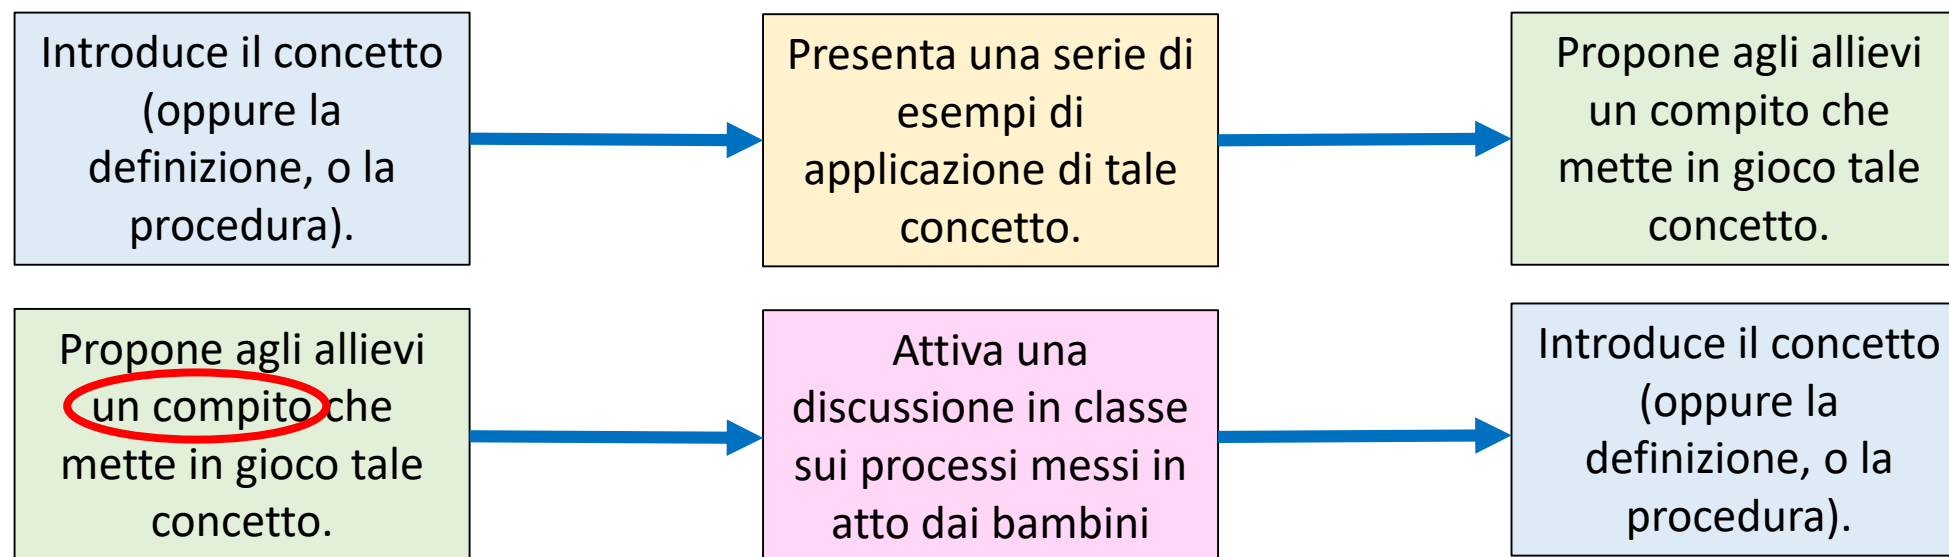 Introduce il concetto
(oppure la
definizione, o la
procedura).
Presenta una serie di
esempi di
applicazione di tale
concetto.
Propone agli allievi
un compito che
mette in gioco tale
concetto.
Propone agli allievi
un compito che
mette in gioco tale
concetto.
Attiva una
discussione in classe
sui processi messi in
atto dai bambini
Introduce il concetto
(oppure la
definizione, o la
procedura).